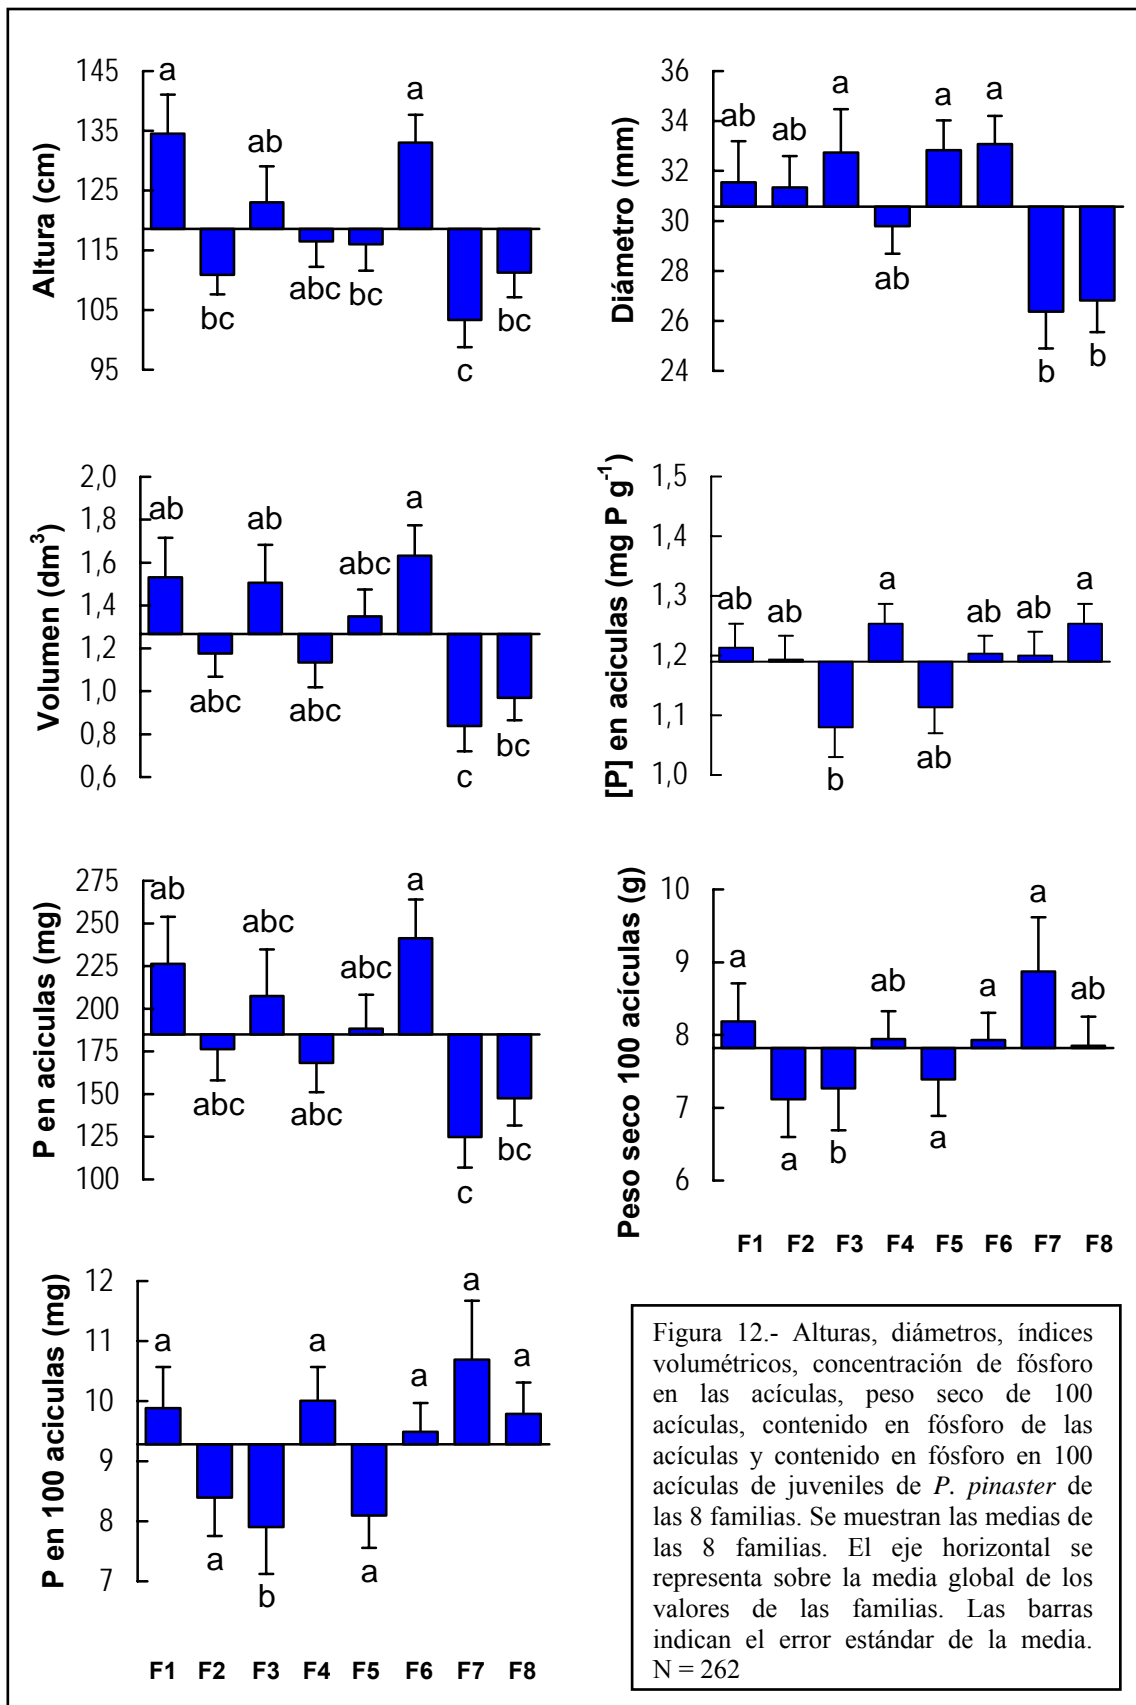 Altura (cm)
145
135
125
115
105
95
a
bc
ab
abc
bc
a
c
bc
Diámetro (mm)
36
34
32
30
28
26
24
ab
ab
a
ab
a
a
b
b
Volumen (dm³)
2,0
1,8
1,6
1,4
1,2
1,0
0,8
0,6
ab
abc
ab
abc
abc
a
c
bc
[P] en aciculas (mg P g⁻¹)
1,5
1,3
1,2
1,1
1,0
ab
ab
b
a
ab
ab
ab
a
P en aciculas (mg)
275
250
225
200
175
150
125
100
ab
abc
abc
abc
abc
a
c
bc
Peso seco 100 acículas (g)
10
9
8
7
6
a
a
b
ab
a
a
a
ab
F1 F2 F3 F4 F5 F6 F7 F8
P en 100 aciculas (mg)
12
11
10
9
8
7
a
a
b
a
a
a
a
a
F1 F2 F3 F4 F5 F6 F7 F8
Figura 12.- Alturas, diámetros, índices
volumétricos, concentración de fósforo
en las acículas, peso seco de 100
acículas, contenido en fósforo de las
acículas y contenido en fósforo en 100
acículas de juveniles de P. pinaster de
las 8 familias. Se muestran las medias de
las 8 familias. El eje horizontal se
representa sobre la media global de los
valores de las familias. Las barras
indican el error estándar de la media.
N = 262